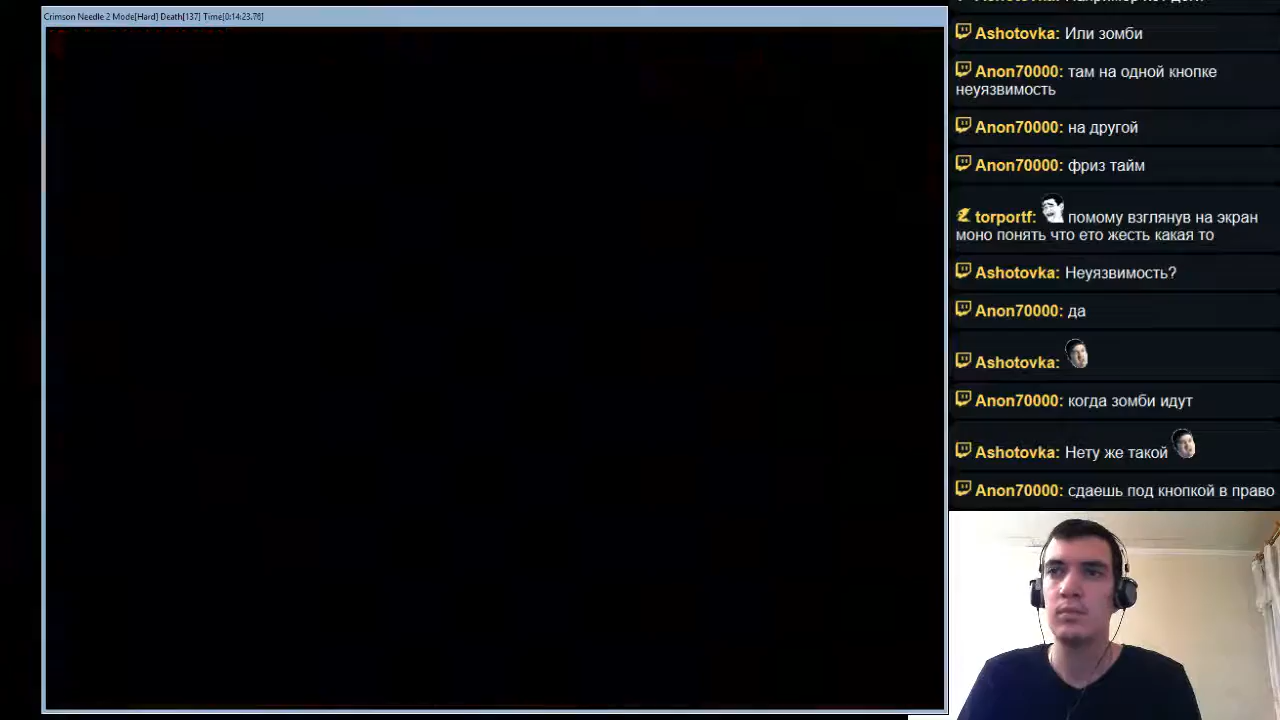 Crimson Needle 2 Mode[Hard] Death[137] Time[0:14:23.76]
Ashotovka: Или зомби
Anon70000: там на одной кнопке
неуязвимость
Anon70000: на другой
Anon70000: фриз тайм
torportf: помому взглянув на экран
моно понять что ето жесть какая то
Ashotovka: Неуязвимость?
Anon70000: да
Ashotovka:
Anon70000: когда зомби идут
Ashotovka: Нету же такой
Anon70000: сдаешь под кнопкой в право